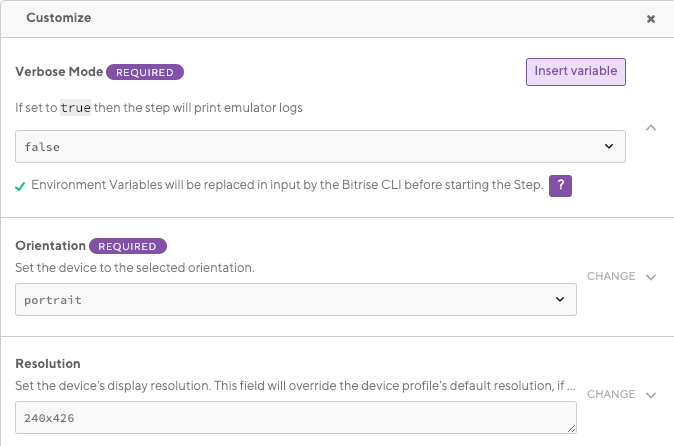 Customize
Verbose Mode REQUIRED
Insert variable
If set to true then the step will print emulator logs
false
Environment Variables will be replaced in input by the Bitrise CLI before starting the Step. ?
Orientation REQUIRED
Set the device to the selected orientation.
CHANGE
portrait
Resolution
Set the device's display resolution. This field will override the device profile's default resolution, if ...
CHANGE
240x426